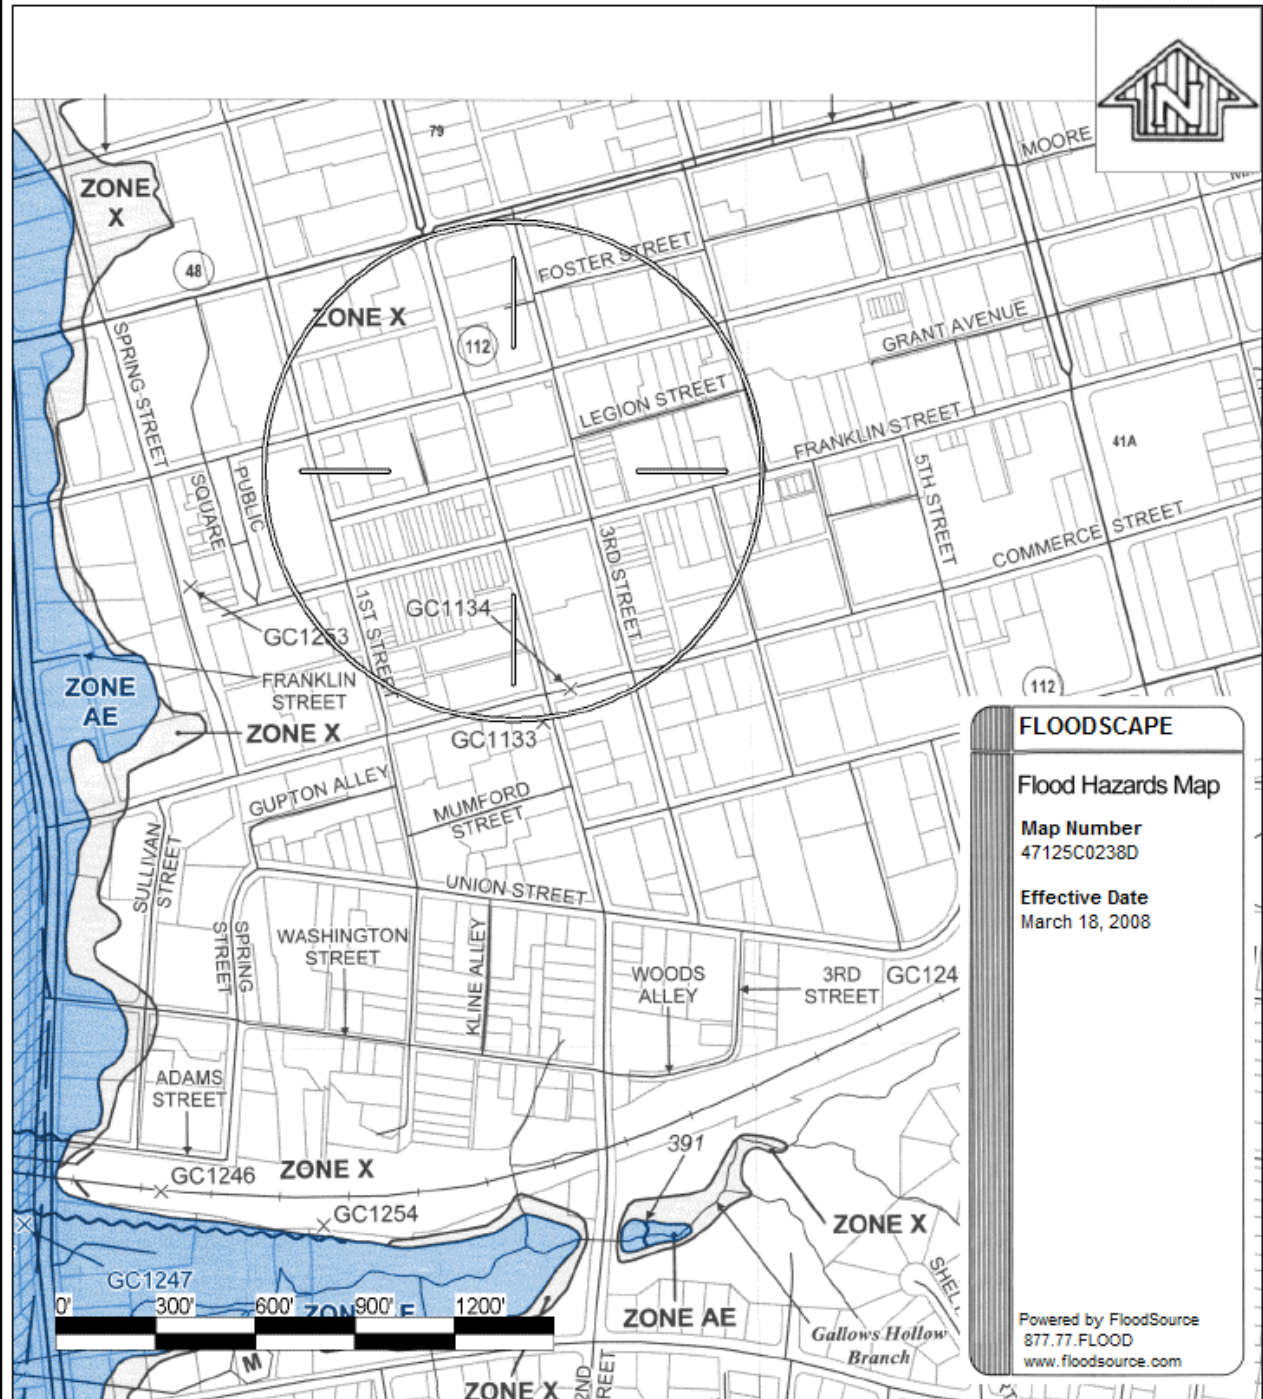 N
79
MOORE
ZONE
X
48
FOSTER STREET
ZONE X
112
GRANT AVENUE
SPRING STREET
LEGION STREET
FRANKLIN STREET
41A
SQUARE
PUBLIC
5TH STREET
COMMERCE STREET
3RD STREET
1ST STREET
GC1134
GC1253
ZONE
AE
FRANKLIN
STREET
112
ZONE X
GC1133
GUPTON ALLEY
MUMFORD
STREET
SULLIVAN
STREET
UNION STREET
SPRING
STREET
WASHINGTON
STREET
KLINE ALLEY
WOODS
ALLEY
3RD
STREET
GC124
ADAMS
STREET
391
GC1246
ZONE X
GC1254
ZONE X
GC1247
SHEL
0' 300' 600' 900' 1200'
ZONE AE
Gallows Hollow
Branch
M
ZONE X
2ND
REET
FLOODSCAPE
Flood Hazards Map
Map Number
47125C0238D
Effective Date
March 18, 2008
Powered by FloodSource
877.77.FLOOD
www.floodsource.com